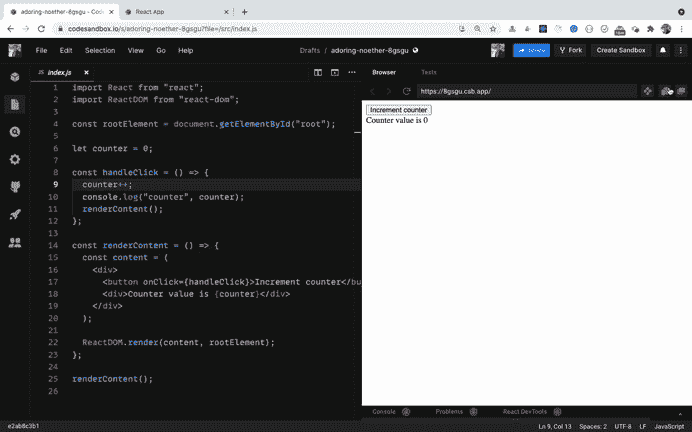 adoring-noether-8gsgu
React App
codesandbox.io/s/adoring-noether-8gsgu?file=/src/index.js
File Edit Selection View Go Help
Drafts / adoring-noether-8gsgu
Fork
Create Sandbox
index.js
Browser
Tests
https://8gsgu.csb.app/
1 import React from "react";
2 import ReactDOM from "react-dom";
3
4 const rootElement = document.getElementById("root");
5
6 let counter = 0;
7
8 const handleClick = () => {
9 counter++;
10 console.log("counter", counter);
11 renderContent();
12 };
13
14 const renderContent = () => {
15 const content = (
16 <div>
17 <button onClick={handleClick}>Increment counter</bu
18 <div>Counter value is {counter}</div>
19 </div>
20 );
21
22 ReactDOM.render(content, rootElement);
23 };
24
25 renderContent();
26
Increment counter
Counter value is 0
Console
Problems
React DevTools
e2ab8c3b1
Ln 9, Col 13
Spaces: 2
UTF-8
LF
JavaScript